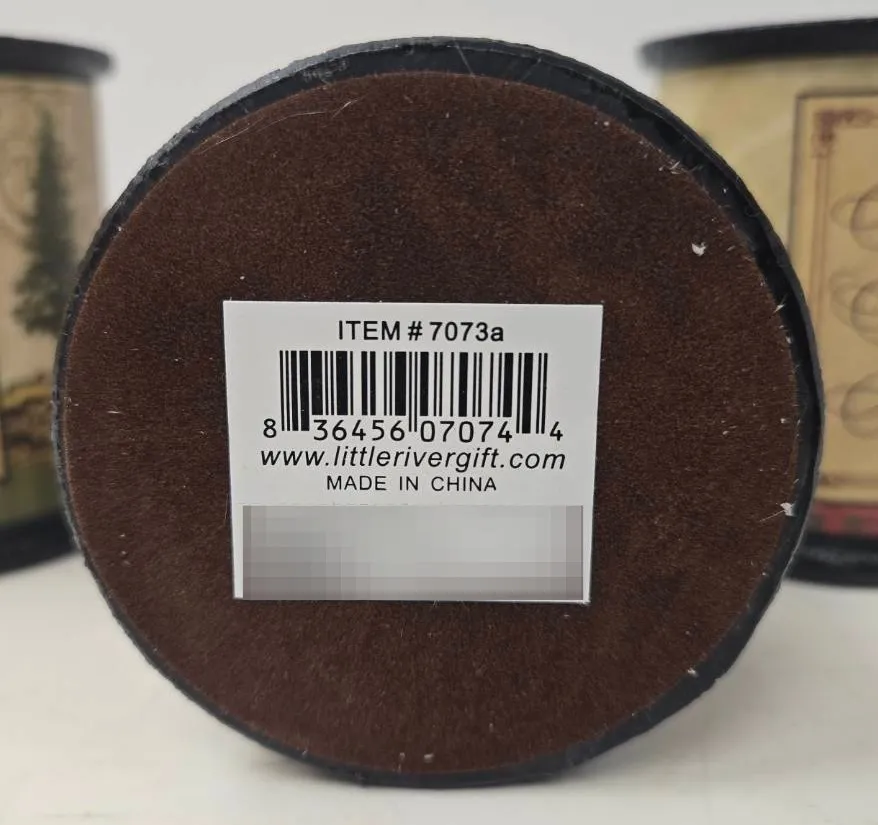 ITEM # 7073a
8 36456 07074 4
www.littlerivergift.com
MADE IN CHINA